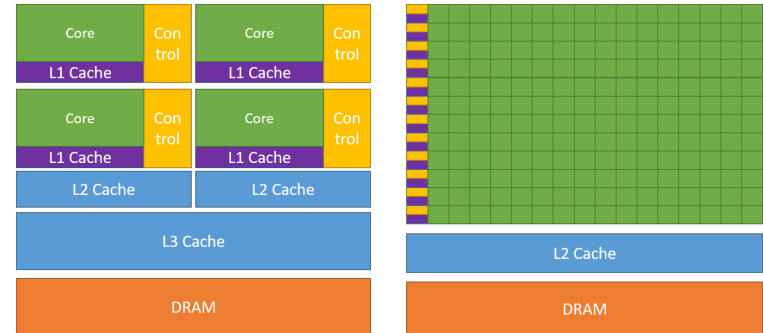 Core
Con
trol
L1 Cache
Core
Con
trol
L1 Cache
Core
Con
trol
L1 Cache
Core
Con
trol
L1 Cache
L2 Cache
L2 Cache
L3 Cache
DRAM
L2 Cache
DRAM